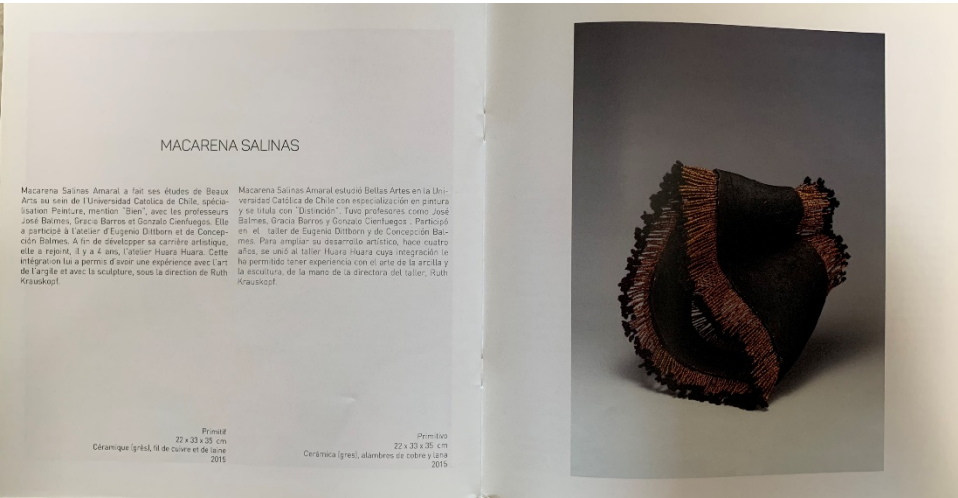 MACARENA SALINAS
Macarena Salinas Amaral a fait ses études de Beaux
Arts au sein de l'Universidad Catolica de Chile, spécia-
lisation Peinture, mention "Bien", avec les professeurs
José Balmes, Gracia Barros et Gonzalo Cienfuegos. Elle
a participé à l'atelier d'Eugenio Dittborn et de Concep-
ción Balmes. A fin de développer sa carrière artistique,
elle a rejoint, il y a 4 ans, l'atelier Huara Huara. Cette
intégration lui a permis d'avoir une expérience avec l'art
de l'argile et avec la sculpture, sous la direction de Ruth
Krauskopf.
Macarena Salinas Amaral estudió Bellas Artes en la Uni-
versidad Católica de Chile con especialización en pintura
y se titula con "Distinción". Tuvo profesores como José
Balmes, Gracia Barros y Gonzalo Cienfuegos . Participó
en el taller de Eugenia Dittborn y de Concepción Bal-
mes. Para ampliar su desarrollo artístico, hace cuatro
años, se unió al taller Huara Huara cuya integración le
ha permitido tener experiencia con el arte de la arcilla y
la escultura, de la mano de la directora del taller, Ruth
Krauskopf.
Primitif
22 x 33 x 35 cm
Céramique (grès), fil de cuivre et de laine
2015
Primitivo
22 x 33 x 35 cm
Cerámica (gres), alambres de cobre y lana
2015